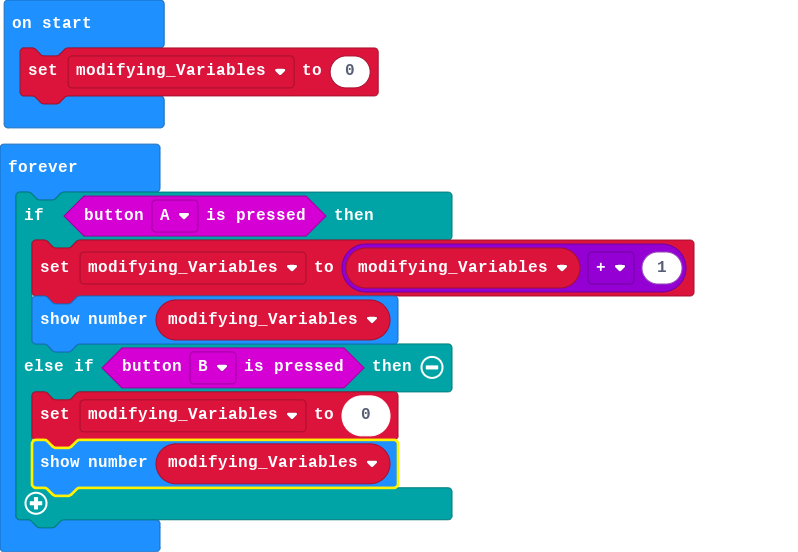 on start
set modifying_Variables to 0
forever
if button A is pressed then
set modifying_Variables to modifying_Variables + 1
show number modifying_Variables
else if button B is pressed then
set modifying_Variables to 0
show number modifying_Variables